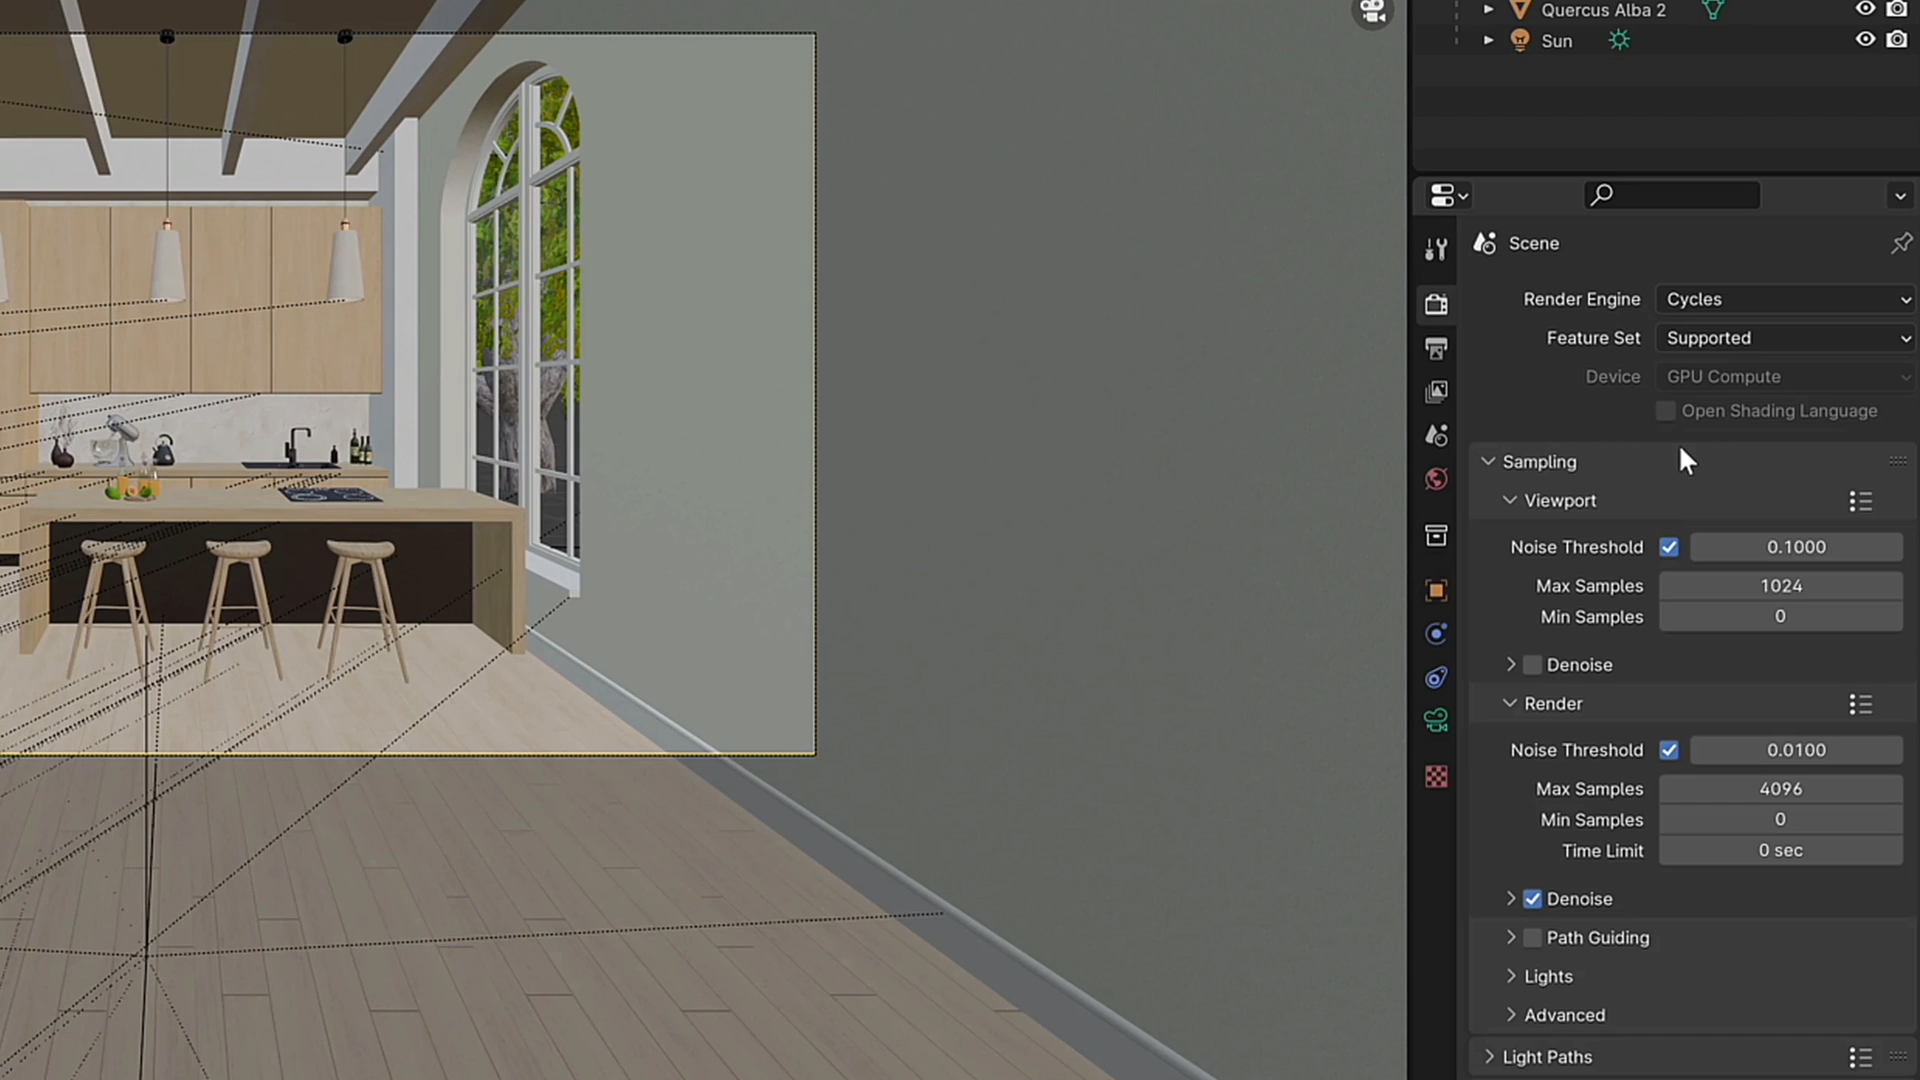 Quercus Alba 2
Sun
Scene
Render Engine Cycles
Feature Set Supported
Device GPU Compute
Open Shading Language
Sampling
Viewport
Noise Threshold 0.1000
Max Samples 1024
Min Samples 0
Denoise
Render
Noise Threshold 0.0100
Max Samples 4096
Min Samples 0
Time Limit 0 sec
Denoise
Path Guiding
Lights
Advanced
Light Paths